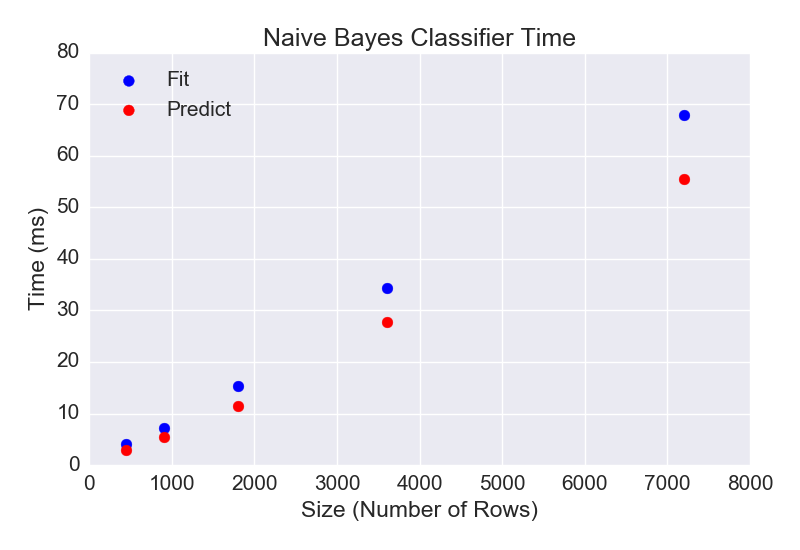 Naive Bayes Classifier Time
Fit
Predict
80
70
60
50
40
30
20
10
0
Time (ms)
0 1000 2000 3000 4000 5000 6000 7000 8000
Size (Number of Rows)